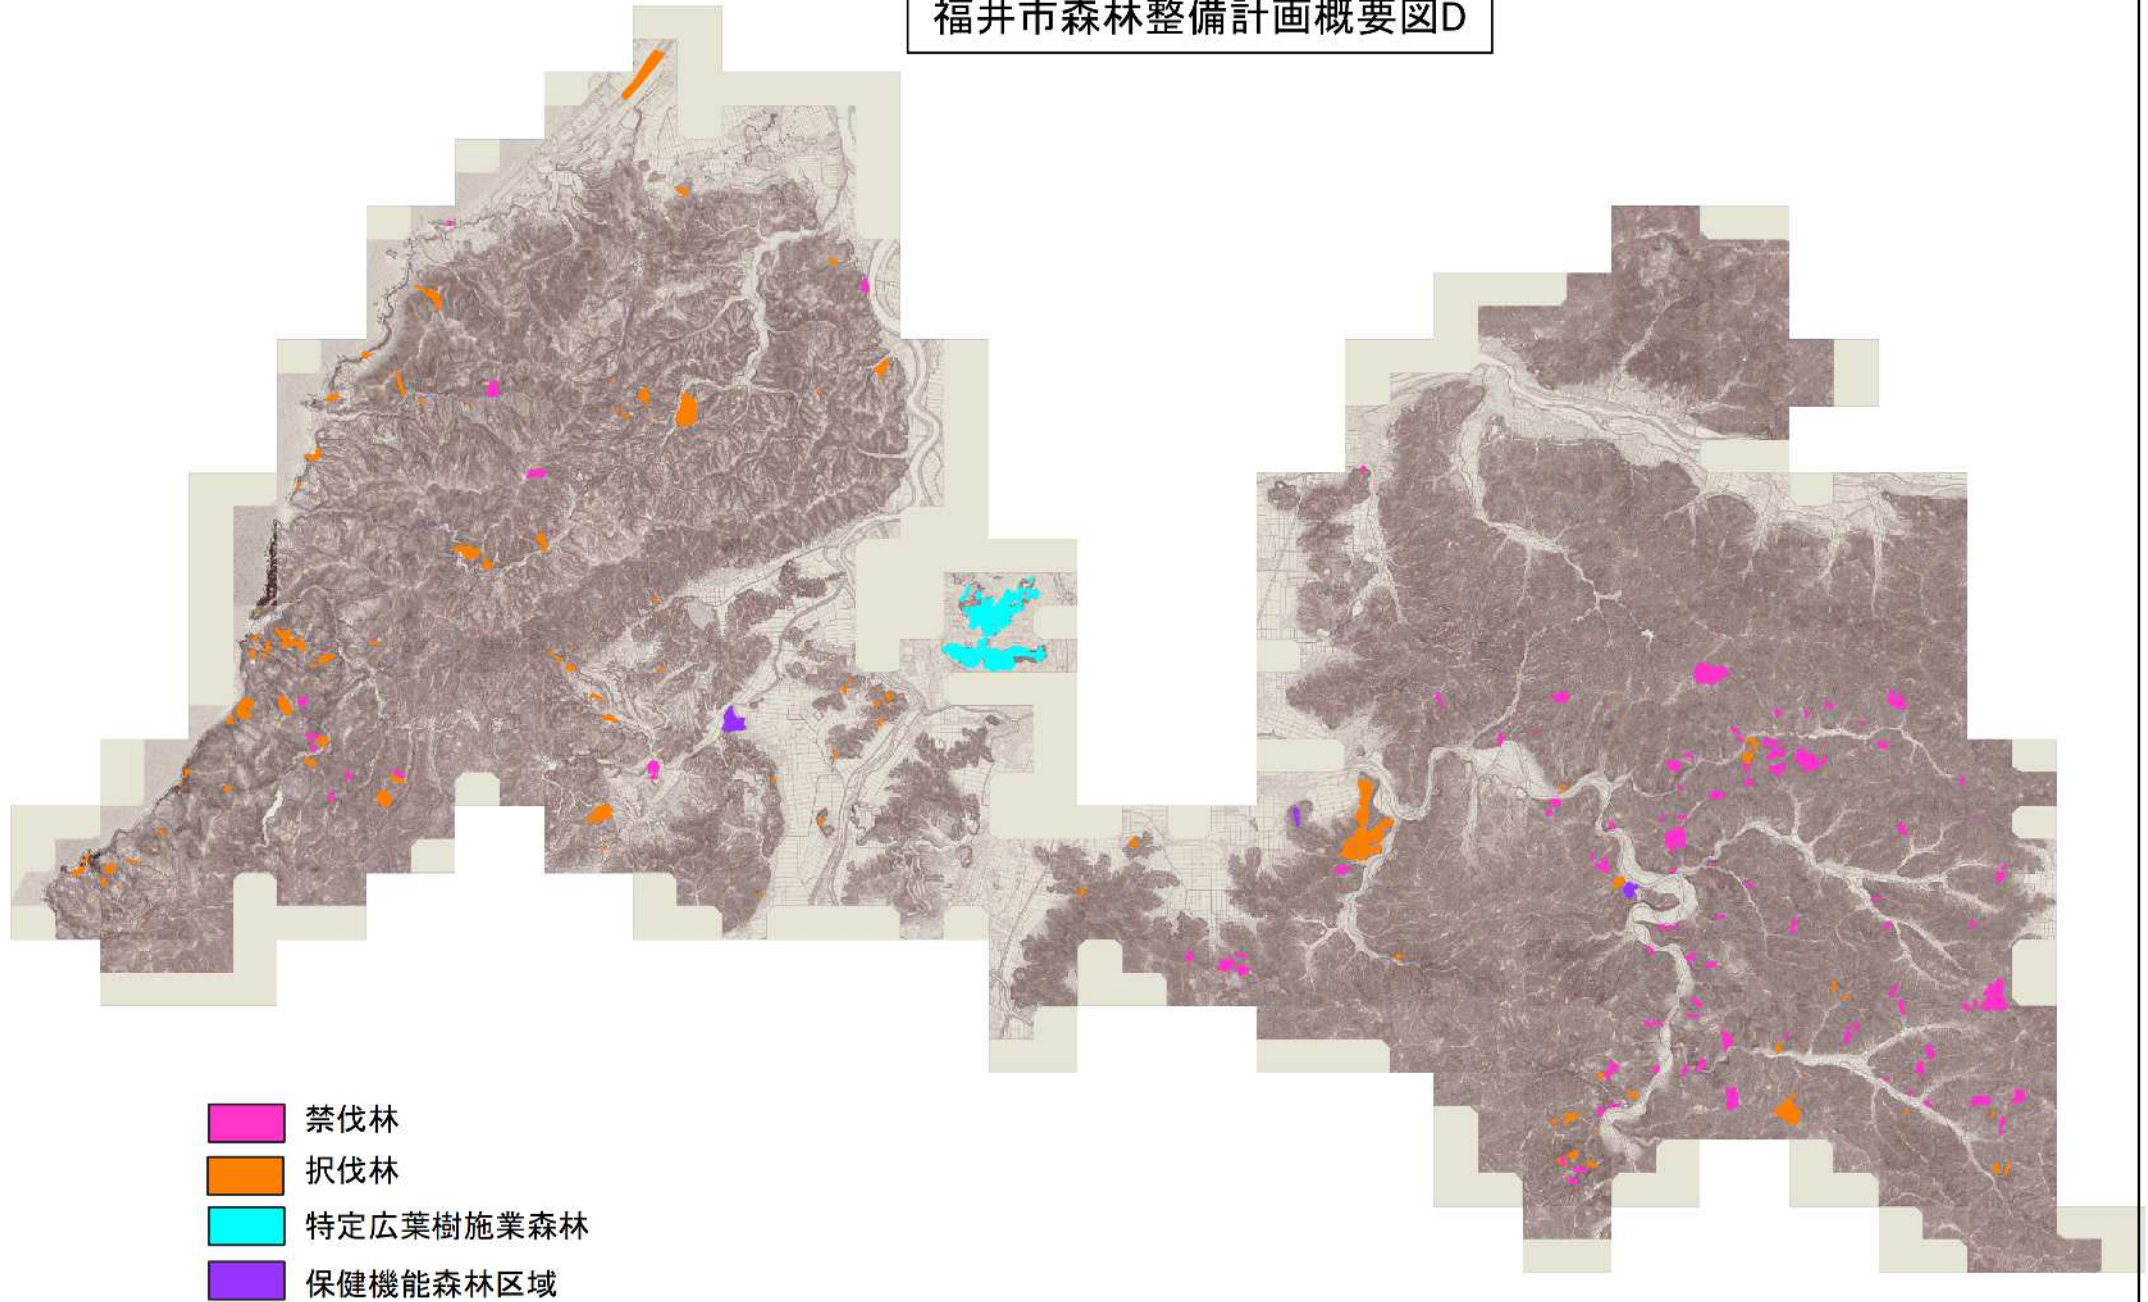 福井市森林整備計画概要図D
禁伐林
択伐林
特定広葉樹施業森林
保健機能森林区域